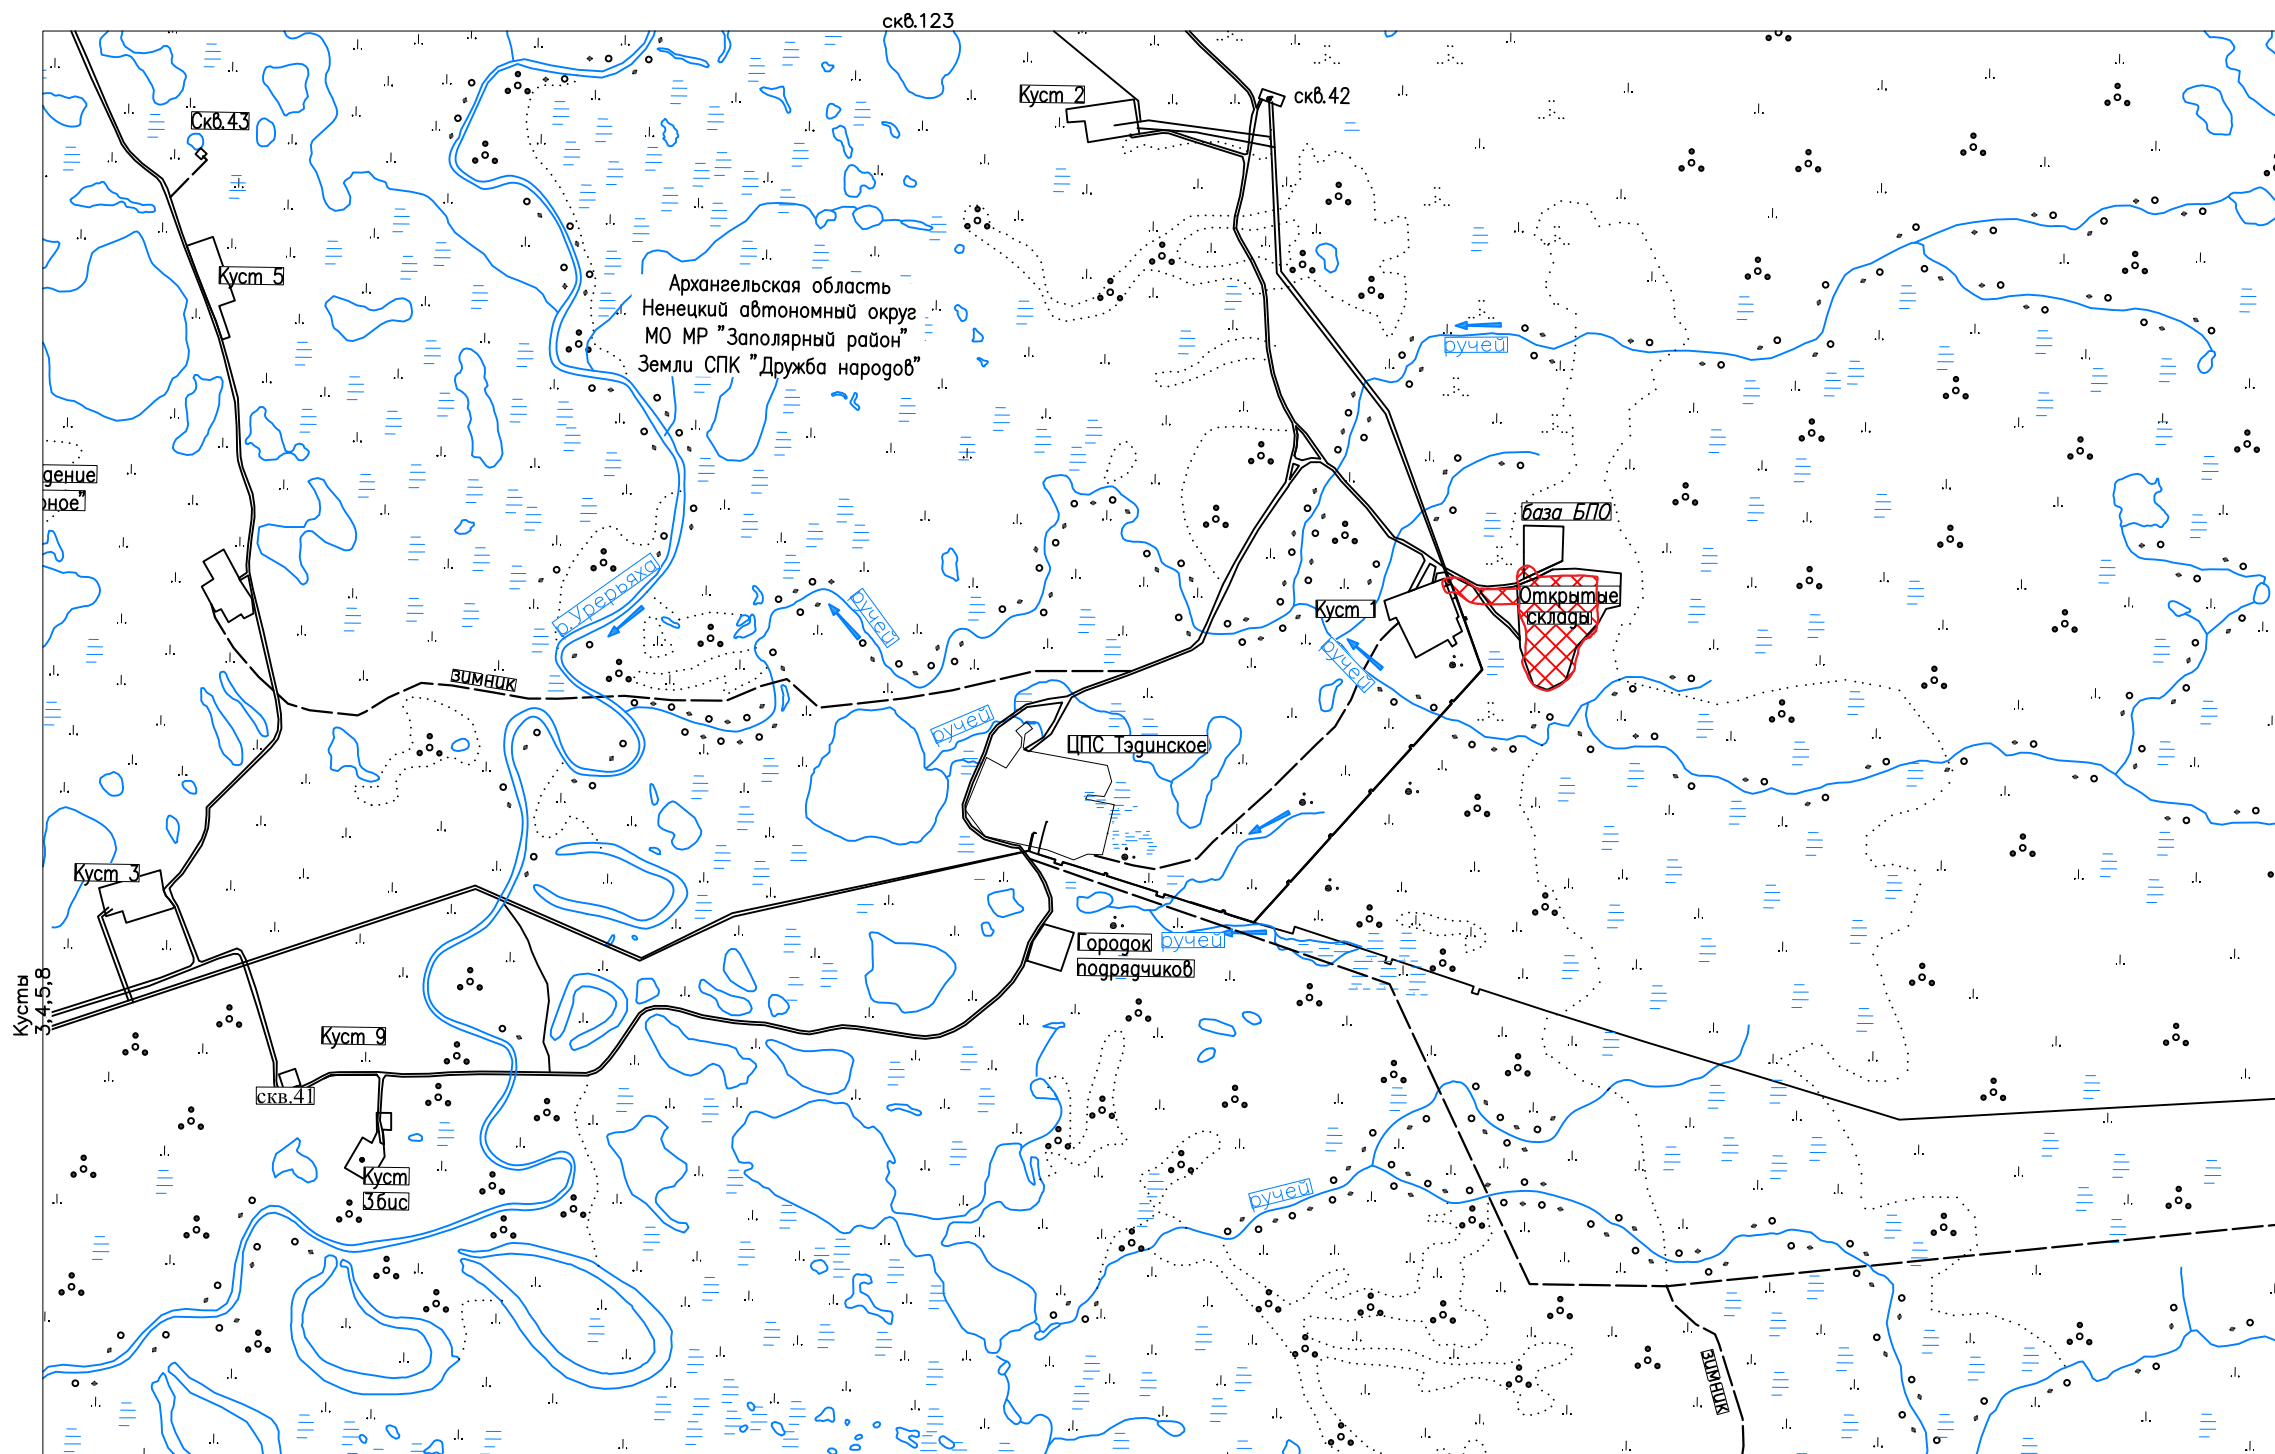 скв.123
Куст 2
скв.42
Скв.43
Куст 5
Архангельская область
Ненецкий автономный округ
МО МР "Заполярный район"
Земли СПК "Дружба народов"
ручей
дение
рное"
база БПО
р.Урерьяха
ручей
Куст 1
Открытые
склады
ручей
зимник
ручей
ЦПС Тэдинское
Куст 3
Городок
подрядчиков
ручей
Кусты
3,4,5,8
Куст 9
скв.41
Куст
3бис
ручей
зимник